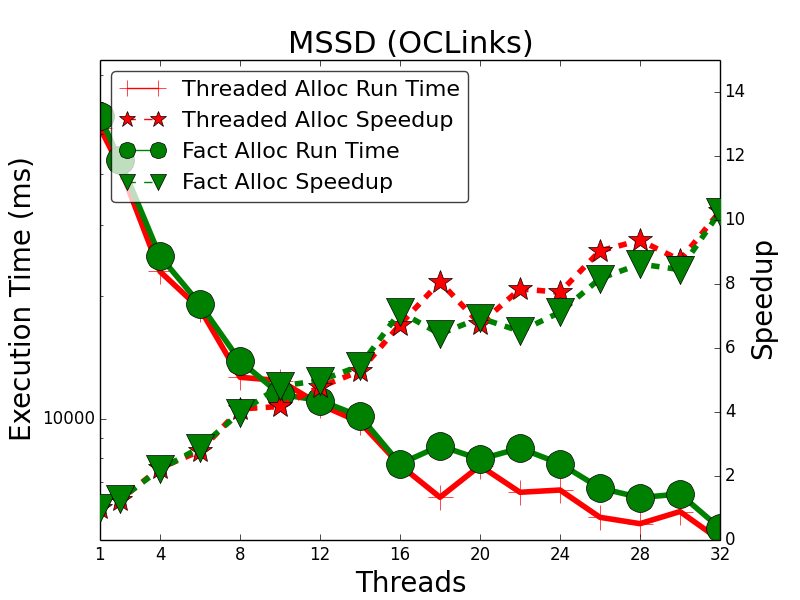 MSSD (OCLinks)
Threaded Alloc Run Time
Threaded Alloc Speedup
Fact Alloc Run Time
Fact Alloc Speedup
Execution Time (ms)
10000
Speedup
14
12
10
8
6
4
2
0
1 4 8 12 16 20 24 28 32
Threads